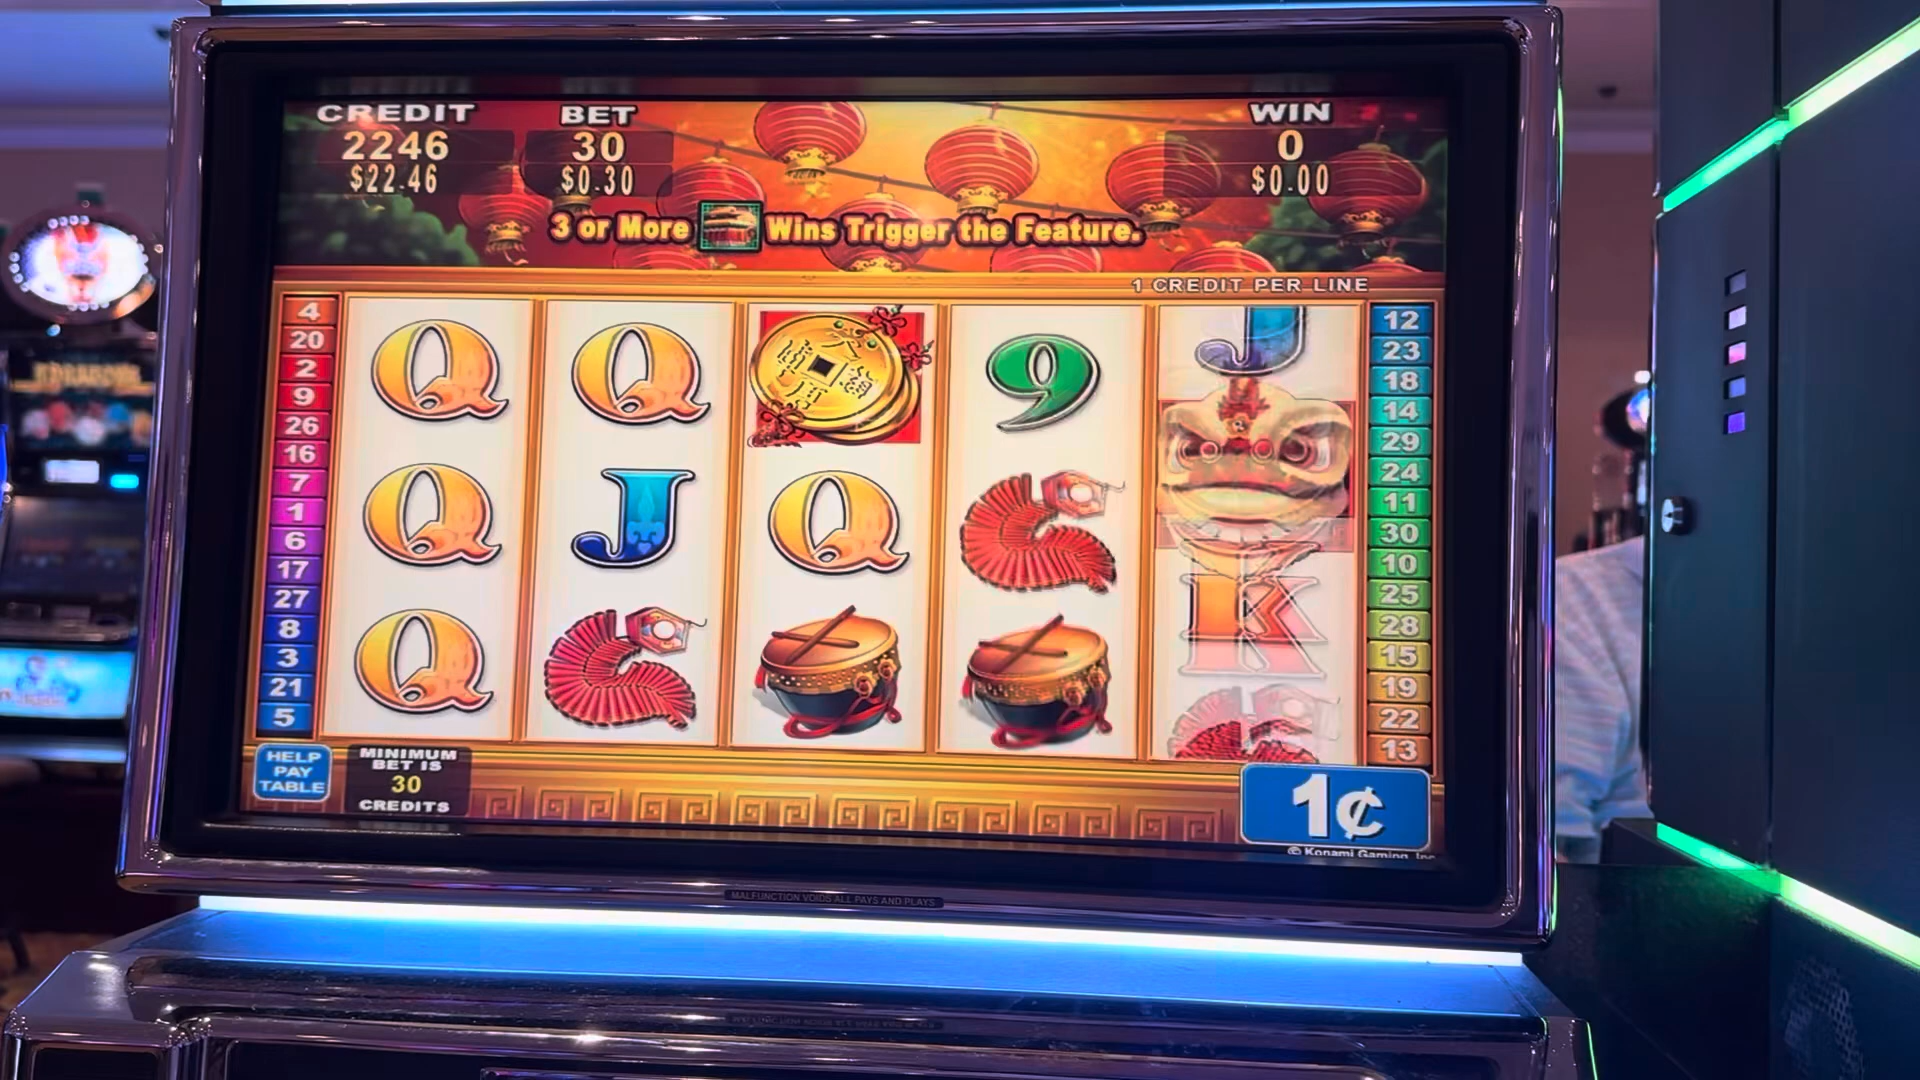 CREDIT BET WIN
2246 30 0
$22.46 $0.30 $0.00
3 or More Wins Trigger the Feature.
1 CREDIT PER LINE
4
20
2
9
26
16
7
1
6
17
27
8
3
21
5
Q Q 9 J
Q J Q
Q K
12
23
18
14
29
24
11
30
10
25
28
15
19
22
13
HELP
PAY
TABLE
MINIMUM
BET IS
30
CREDITS
1¢
© Konami Gaming, Inc
MALFUNCTION VOIDS ALL PAYS AND PLAYS